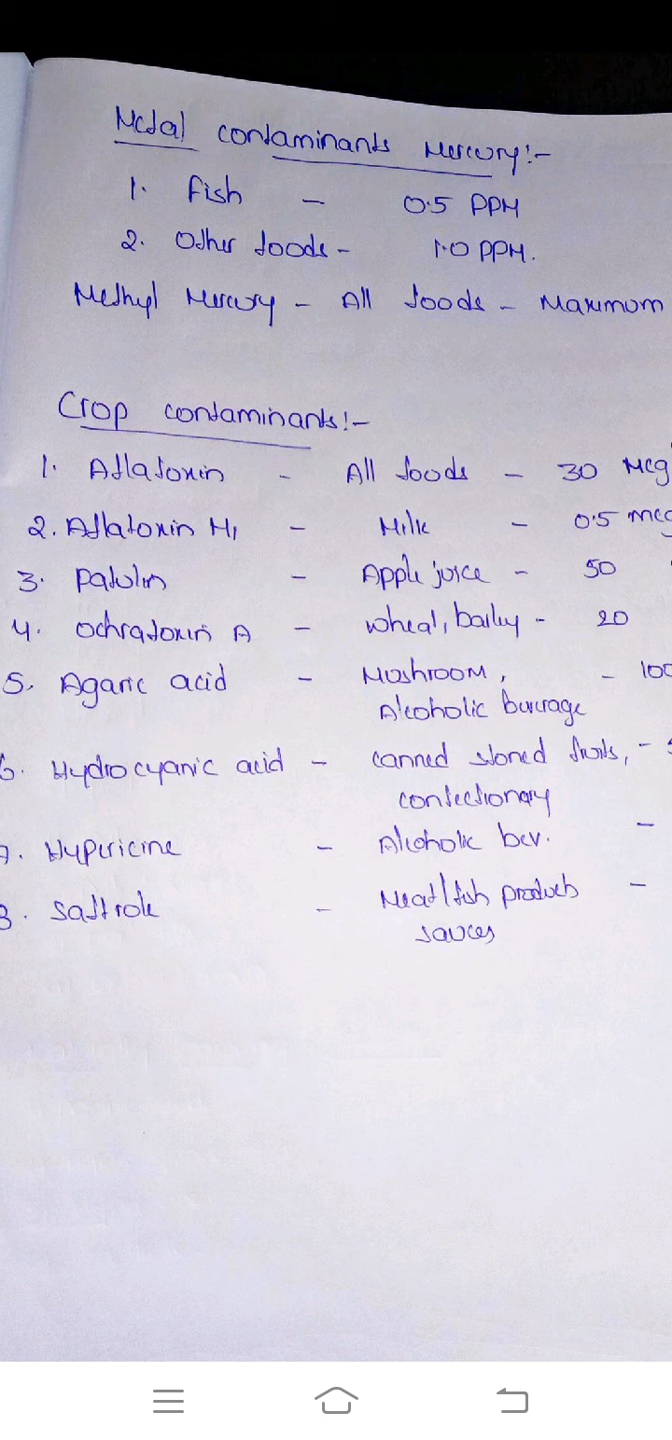 Metal contaminants Mercury:-
1. Fish - 0.5 PPM
2. Other foods - 1.0 PPM.
Methyl Mercury - All foods - Maximum
Crop contaminants:-
1. Aflatoxin - All foods - 30 Mcg
2. Aflatoxin M1 - Milk - 0.5 mcg
3. Patulin - Apple juice - 50
4. Ochratoxin A - wheat, barley - 20
5. Agaric acid - Mushroom, - 100
Alcoholic beverage
6. Hydrocyanic acid - canned stoned fruits, -
confectionary
7. Hypericine - Alcoholic bev. -
8. Saffrole - Meat/fish products -
sauces